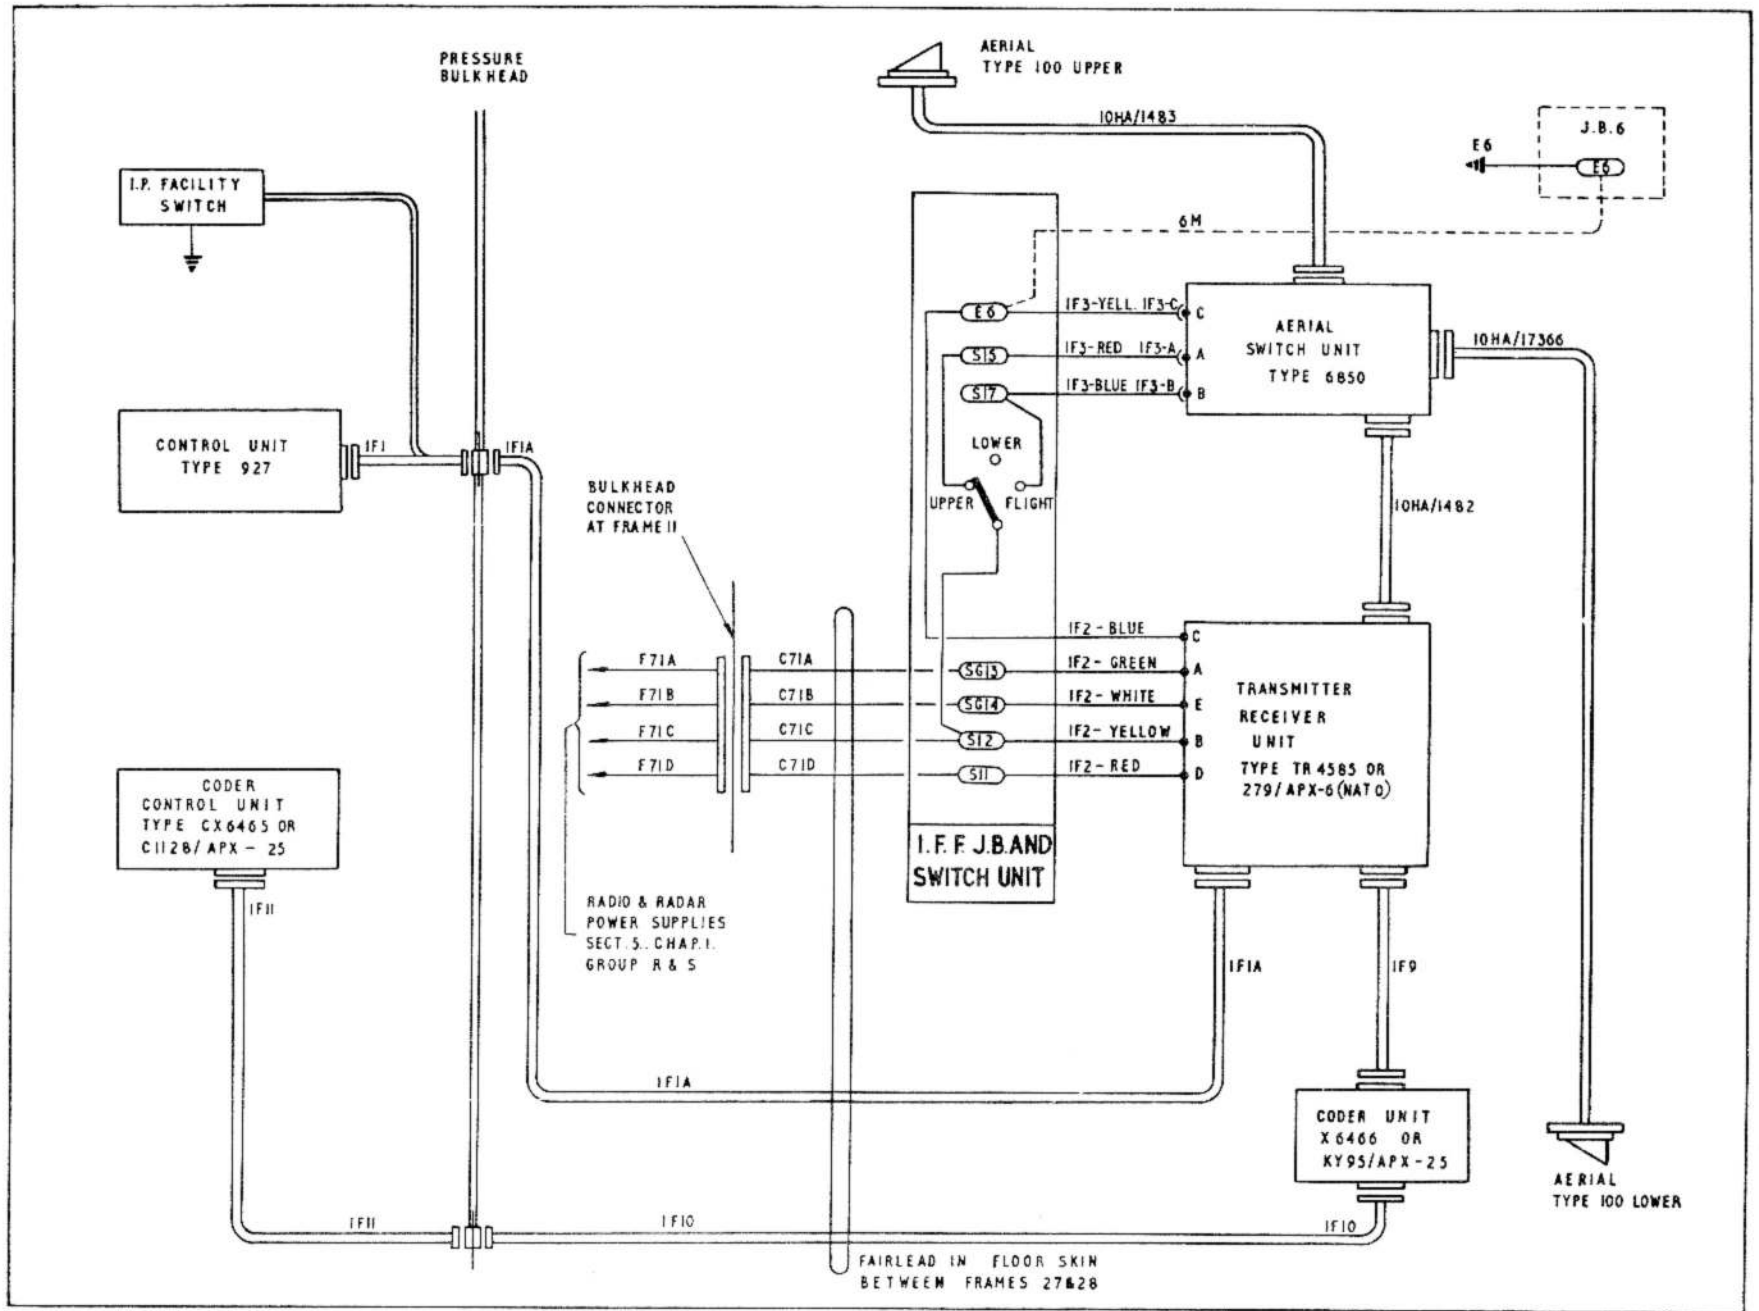 PRESSURE
BULKHEAD
AERIAL
TYPE 100 UPPER
10HA/1483
J.B.6
E6
E6
I.P. FACILITY
SWITCH
6M
E6
IF3-YELL. IF3-C
C
AERIAL
SWITCH UNIT
TYPE 6850
S15
IF3-RED IF3-A
A
S17
IF3-BLUE IF3-B
B
10HA/17366
CONTROL UNIT
TYPE 927
IF1
IF1A
LOWER
UPPER
FLIGHT
BULKHEAD
CONNECTOR
AT FRAME 11
10HA/1482
IF2-BLUE
C
F71A
C71A
SG13
IF2-GREEN
A
F71B
C71B
SG14
IF2-WHITE
E
F71C
C71C
S12
IF2-YELLOW
B
F71D
C71D
S11
IF2-RED
D
TRANSMITTER
RECEIVER
UNIT
TYPE TR4585 OR
279/APX-6(NATO)
CODER
CONTROL UNIT
TYPE CX6465 OR
C1128/APX-25
I.F.F. J.B.AND
SWITCH UNIT
IF11
RADIO & RADAR
POWER SUPPLIES
SECT.5. CHAP.1.
GROUP R & S
IF1A
IF9
IF1A
CODER UNIT
X6466 OR
KY95/APX-25
AERIAL
TYPE 100 LOWER
IF11
IF10
IF10
FAIRLEAD IN FLOOR SKIN
BETWEEN FRAMES 27&28